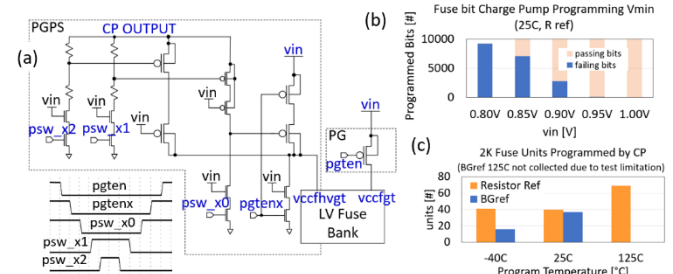 PGPS
CP OUTPUT
(a)
vin
vin
vin
vin
vin
vin
vin
vin
psw_x2
psw_x1
PG
pgten
psw_x0
pgtenx
vccfhvgt
vccfgt
LV Fuse
Bank
pgten
pgtenx
psw_x0
psw_x1
psw_x2
(b)
Fuse bit Charge Pump Programming Vmin
(25C, R ref)
Programmed Bits [#]
10000
5000
0
passing bits
failing bits
0.80V 0.85V 0.90V 0.95V 1.00V
vin [V]
(c)
2K Fuse Units Programmed by CP
(BGref 125C not collected due to test limitation)
units [#]
80
60
40
20
0
Resistor Ref
BGref
-40C 25C 125C
Program Temperature [°C]